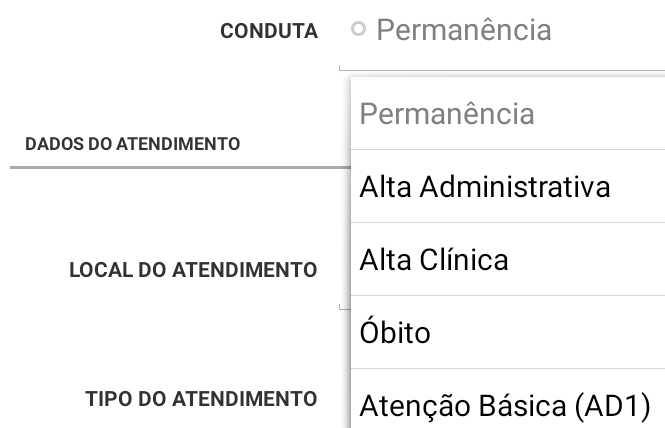 CONDUTA
Permanência
Permanência
DADOS DO ATENDIMENTO
Alta Administrativa
LOCAL DO ATENDIMENTO
Alta Clínica
Óbito
TIPO DO ATENDIMENTO
Atenção Básica (AD1)